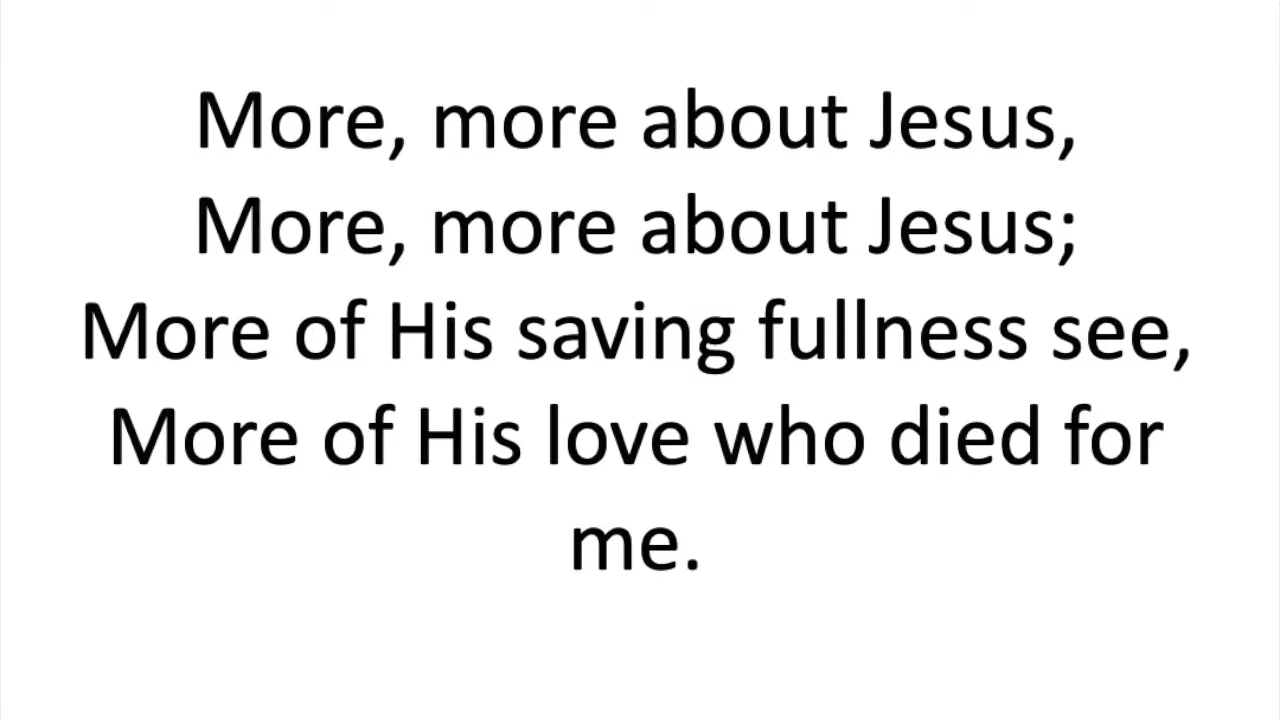 More, more about Jesus,
More, more about Jesus;
More of His saving fullness see,
More of His love who died for
me.